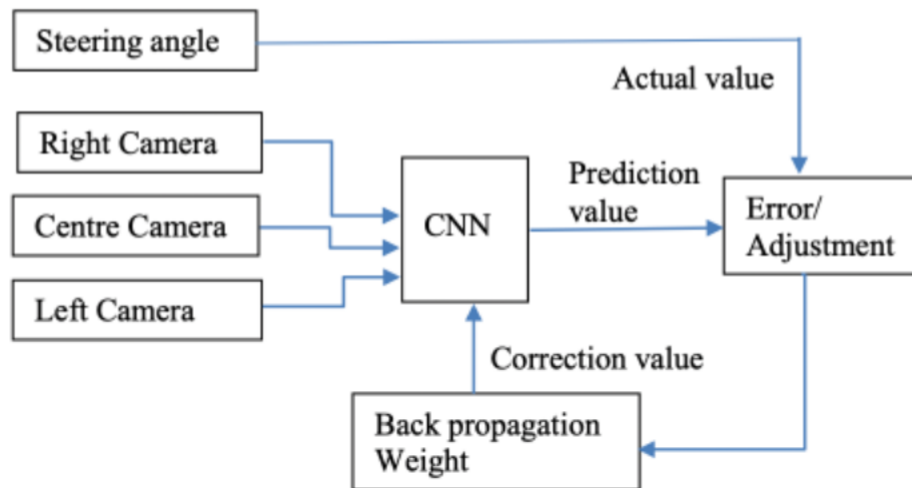 Steering angle
Actual value
Right Camera
Centre Camera
Left Camera
CNN
Prediction
value
Error/
Adjustment
Correction value
Back propagation
Weight